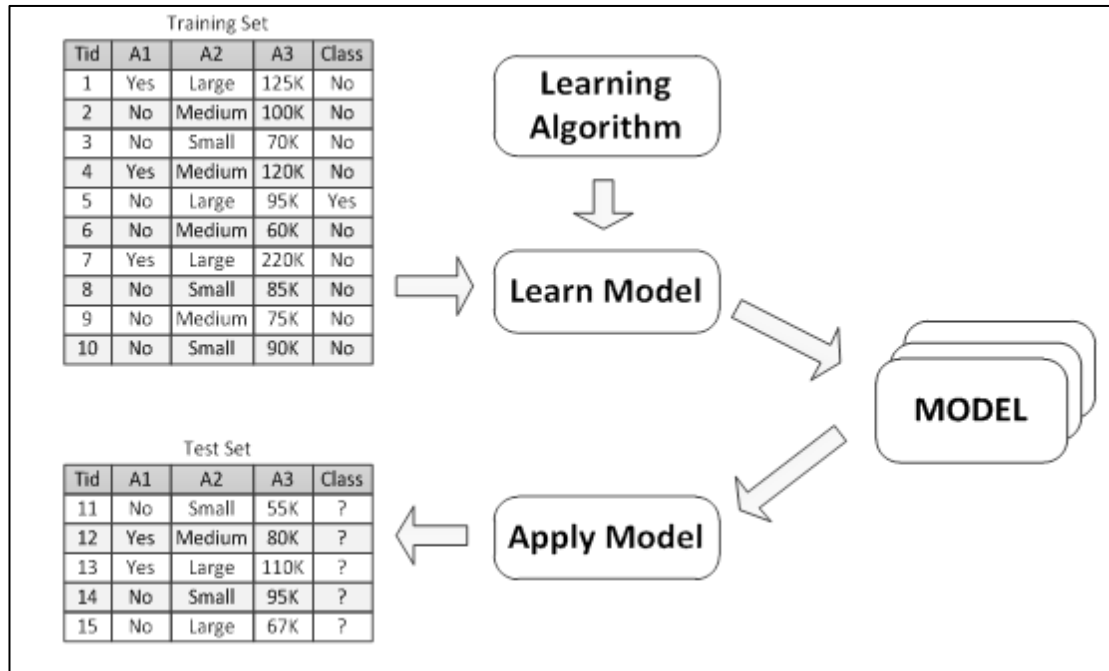 Training Set
Tid A1 A2 A3 Class
1 Yes Large 125K No
2 No Medium 100K No
3 No Small 70K No
4 Yes Medium 120K No
5 No Large 95K Yes
6 No Medium 60K No
7 Yes Large 220K No
8 No Small 85K No
9 No Medium 75K No
10 No Small 90K No
Learning
Algorithm
Learn Model
MODEL
Apply Model
Test Set
Tid A1 A2 A3 Class
11 No Small 55K ?
12 Yes Medium 80K ?
13 Yes Large 110K ?
14 No Small 95K ?
15 No Large 67K ?